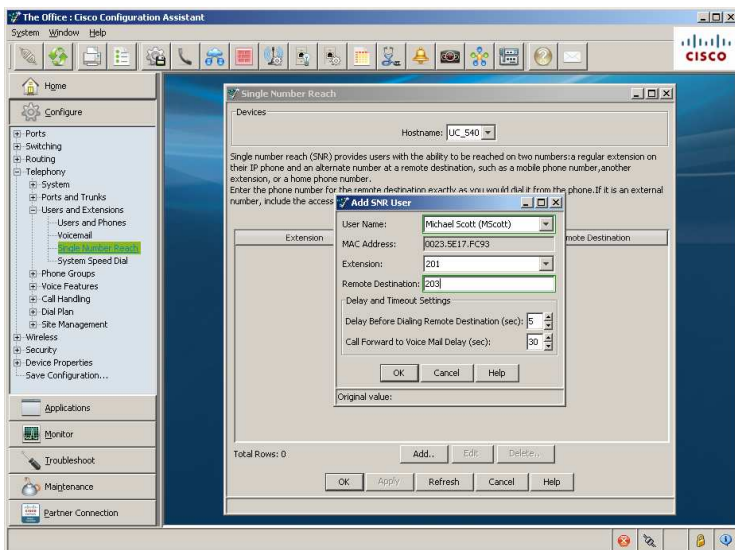 The Office : Cisco Configuration Assistant
System Window Help
CISCO
Home
Configure
Ports
Switching
Routing
Telephony
System
Ports and Trunks
Users and Extensions
Users and Phones
Voicemail
Single Number Reach
System Speed Dial
Phone Groups
Voice Features
Call Handling
Dial Plan
Site Management
Wireless
Security
Device Properties
Save Configuration...
Applications
Monitor
Troubleshoot
Maintenance
Partner Connection
Single Number Reach
Devices
Hostname: UC_540
Single number reach (SNR) provides users with the ability to be reached on two numbers:a regular extension on
their IP phone and an alternate number at a remote destination, such as a mobile phone number,another
extension, or a home phone number.
Enter the phone number for the remote destination exactly as you would dial it from the phone.If it is an external
number, include the access
Extension
mote Destination
Add SNR User
User Name: Michael Scott (MScott)
MAC Address: 0023.5E17.FC93
Extension: 201
Remote Destination: 203
Delay and Timeout Settings
Delay Before Dialing Remote Destination (sec): 5
Call Forward to Voice Mail Delay (sec): 30
OK Cancel Help
Original value:
Total Rows: 0
Add.. Edit Delete..
OK Apply Refresh Cancel Help